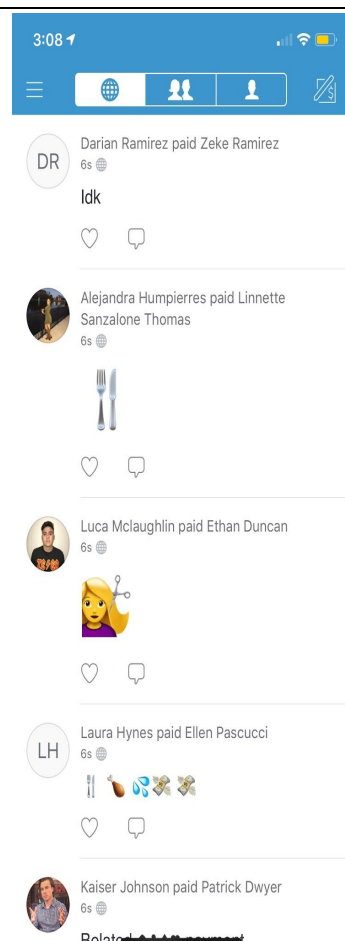 3:08
DR
Darian Ramirez paid Zeke Ramirez
6s
Idk
Alejandra Humpierres paid Linnette
Sanzalone Thomas
6s
Luca Mclaughlin paid Ethan Duncan
6s
LH
Laura Hynes paid Ellen Pascucci
6s
Kaiser Johnson paid Patrick Dwyer
6s